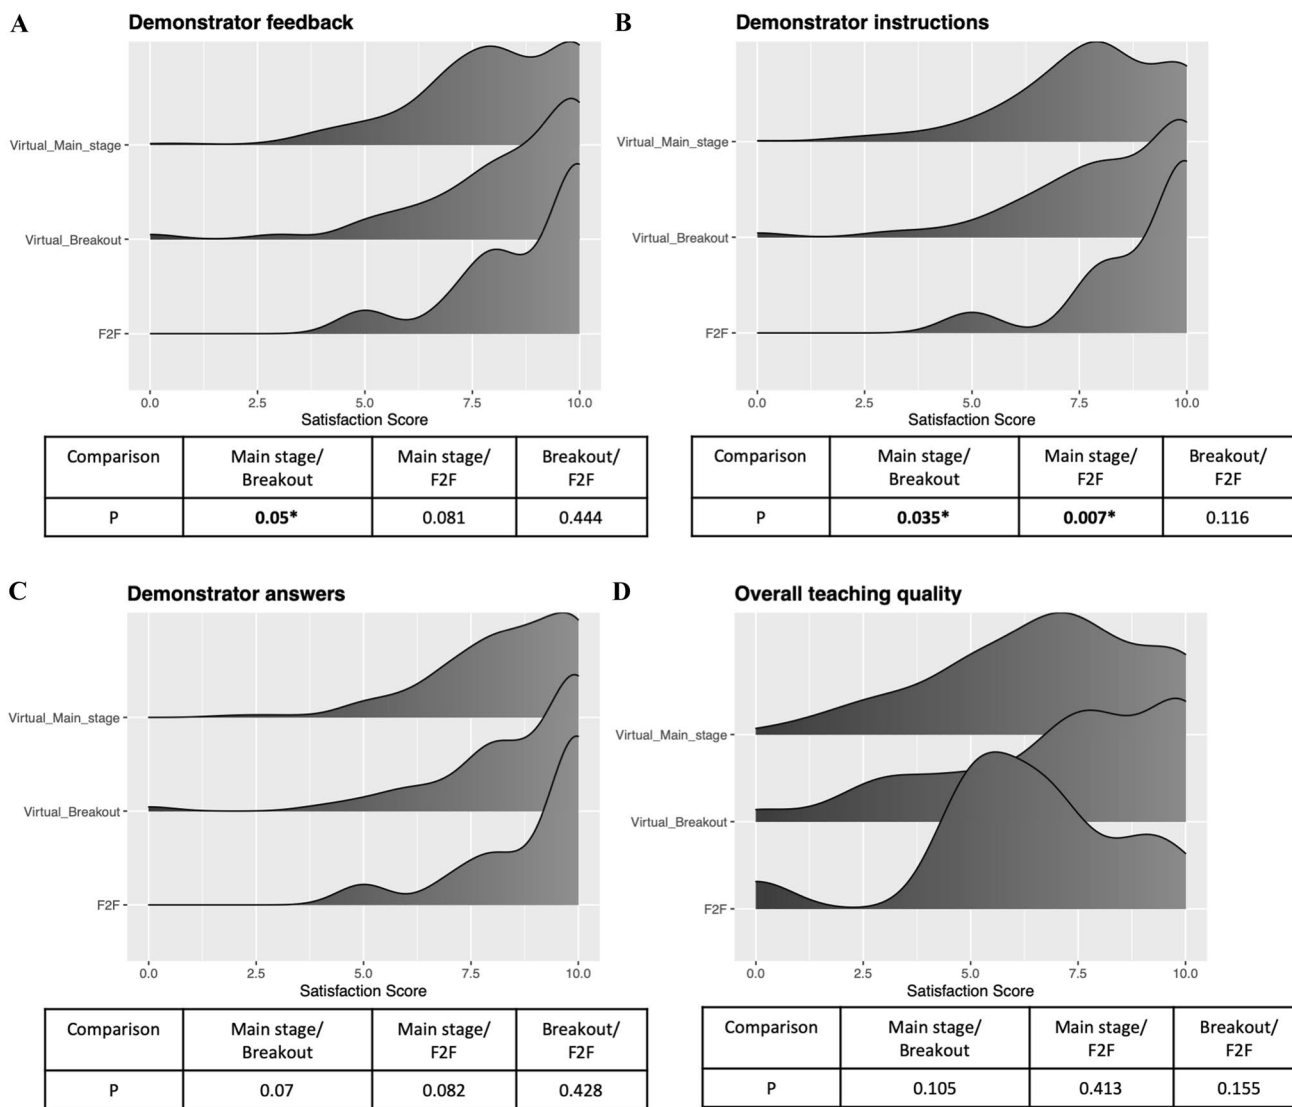 A
Demonstrator feedback
Virtual_Main_stage
Virtual_Breakout
F2F
0.0 2.5 5.0 7.5 10.0
Satisfaction Score
Comparison Main stage/ Main stage/ Breakout/
Breakout F2F F2F
P 0.05* 0.081 0.444
B
Demonstrator instructions
Virtual_Main_stage
Virtual_Breakout
F2F
0.0 2.5 5.0 7.5 10.0
Satisfaction Score
Comparison Main stage/ Main stage/ Breakout/
Breakout F2F F2F
P 0.035* 0.007* 0.116
C
Demonstrator answers
Virtual_Main_stage
Virtual_Breakout
F2F
0.0 2.5 5.0 7.5 10.0
Satisfaction Score
Comparison Main stage/ Main stage/ Breakout/
Breakout F2F F2F
P 0.07 0.082 0.428
D
Overall teaching quality
Virtual_Main_stage
Virtual_Breakout
F2F
0.0 2.5 5.0 7.5 10.0
Satisfaction Score
Comparison Main stage/ Main stage/ Breakout/
Breakout F2F F2F
P 0.105 0.413 0.155